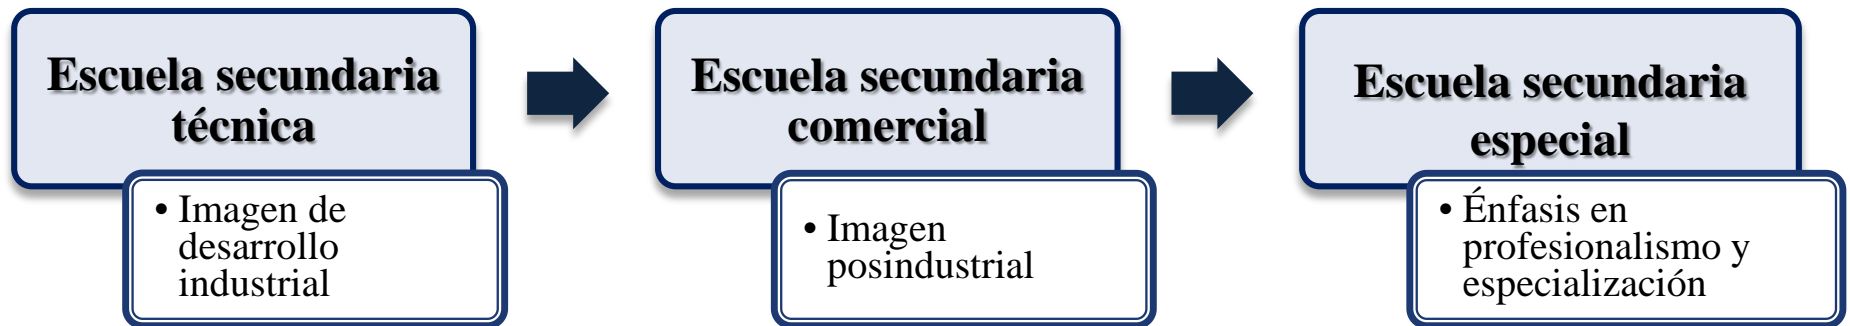 Escuela secundaria
técnica
• Imagen de
desarrollo
industrial
Escuela secundaria
comercial
• Imagen
posindustrial
Escuela secundaria
especial
• Énfasis en
profesionalismo y
especialización